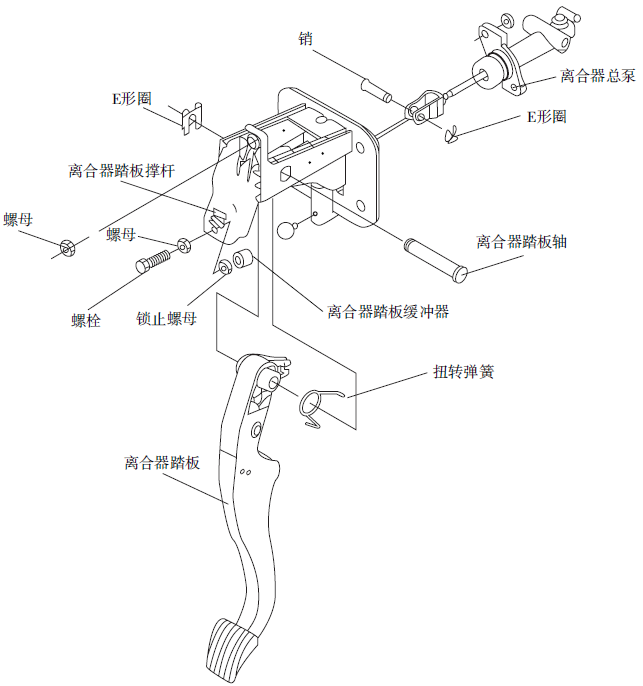 销
离合器总泵
E形圈
E形圈
离合器踏板撑杆
螺母
螺母
离合器踏板轴
螺栓
锁止螺母
离合器踏板缓冲器
扭转弹簧
离合器踏板